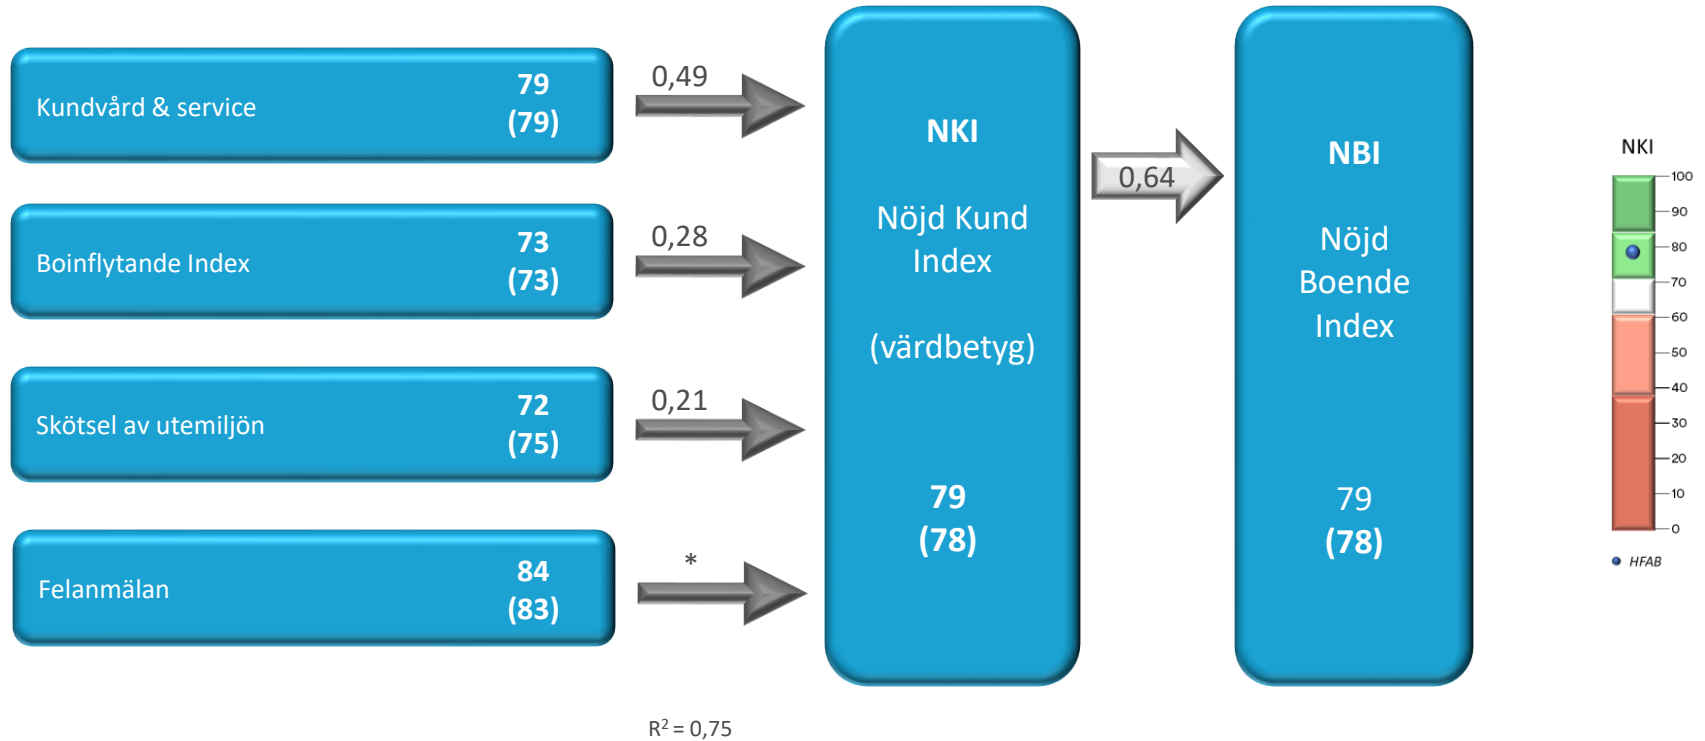 Kundvård & service
79
(79)
0,49
Boinflytande Index
73
(73)
0,28
Skötsel av utemiljön
72
(75)
0,21
Felanmälan
84
(83)
*
R² = 0,75
NKI
Nöjd Kund
Index
(värdbetyg)
79
(78)
0,64
NBI
Nöjd
Boende
Index
79
(78)
NKI
100
90
80
70
60
50
40
30
20
10
0
HFAB